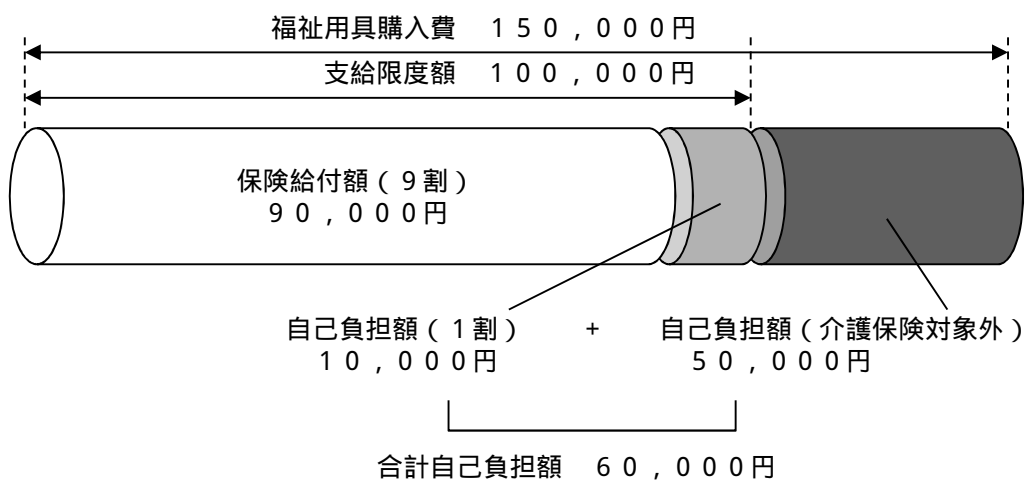 福祉用具購入費　１５０，０００円
支給限度額　１００，０００円
保険給付額（９割）
９０，０００円
自己負担額（１割）　＋　自己負担額（介護保険対象外）
１０，０００円　５０，０００円
合計自己負担額　６０，０００円